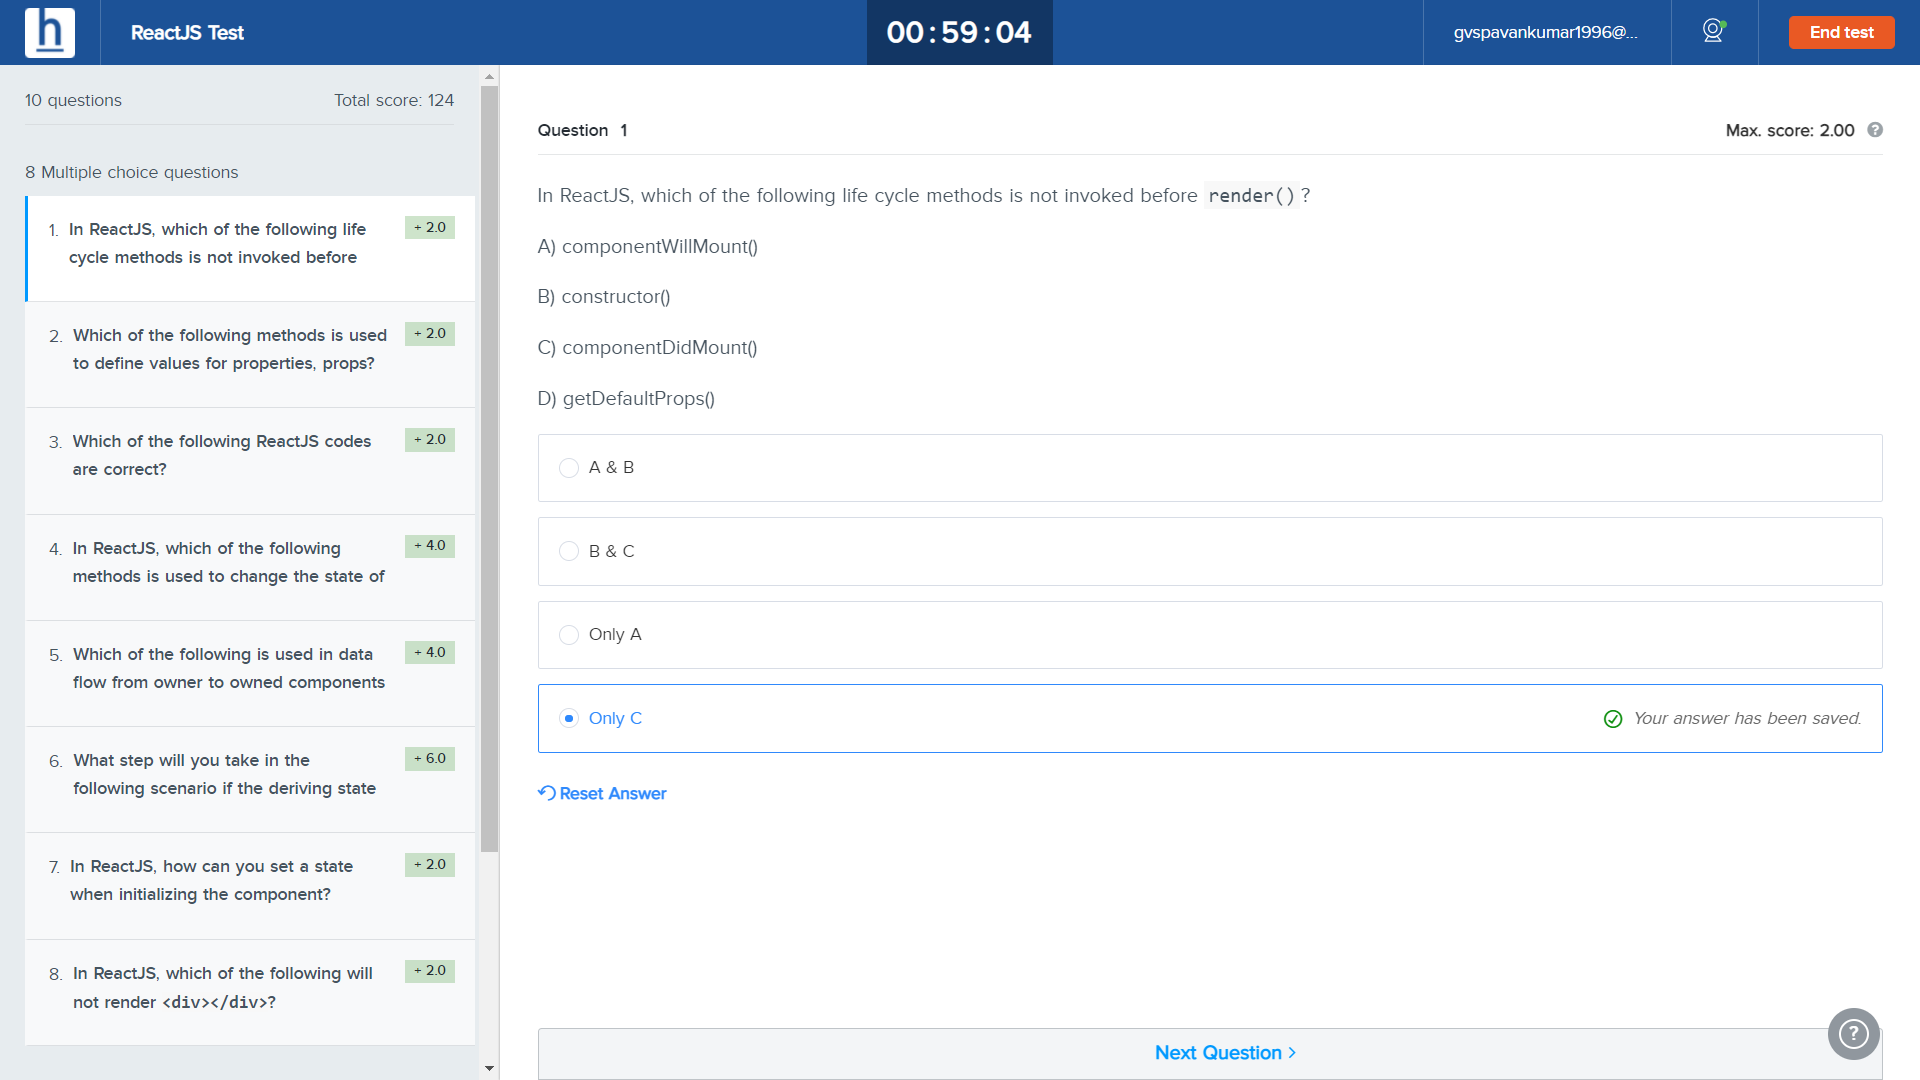 h
ReactJS Test
00:59:04
gvspavankumar1996@...
End test
10 questions
Total score: 124
8 Multiple choice questions
1. In ReactJS, which of the following life
cycle methods is not invoked before
+ 2.0
2. Which of the following methods is used
to define values for properties, props?
+ 2.0
3. Which of the following ReactJS codes
are correct?
+ 2.0
4. In ReactJS, which of the following
methods is used to change the state of
+ 4.0
5. Which of the following is used in data
flow from owner to owned components
+ 4.0
6. What step will you take in the
following scenario if the deriving state
+ 6.0
7. In ReactJS, how can you set a state
when initializing the component?
+ 2.0
8. In ReactJS, which of the following will
not render <div></div>?
+ 2.0
Question 1
Max. score: 2.00
?
In ReactJS, which of the following life cycle methods is not invoked before render()?
A) componentWillMount()
B) constructor()
C) componentDidMount()
D) getDefaultProps()
A & B
B & C
Only A
Only C
Your answer has been saved.
Reset Answer
Next Question >
?